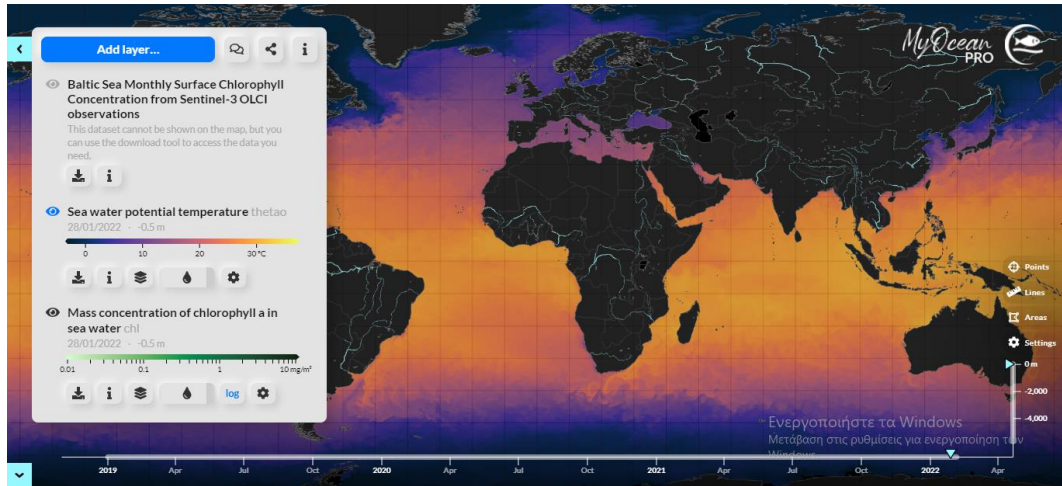 Add layer...
Baltic Sea Monthly Surface Chlorophyll
Concentration from Sentinel-3 OLCI
observations
This dataset cannot be shown on the map, but you
can use the download tool to access the data you
need.
Sea water potential temperature thetao
28/01/2022 - -0.5 m
0 10 20 30 °C
Mass concentration of chlorophyll a in
sea water chl
28/01/2022 - -0.5 m
0.01 0.1 1 10 mg/m³
log
MyOcean
PRO
Points
Lines
Areas
Settings
0 m
-2,000
-4,000
Ενεργοποιήστε τα Windows
Μετάβαση στις ρυθμίσεις για ενεργοποίηση των
Windows.
2019 Apr Jul Oct 2020 Apr Jul Oct 2021 Apr Jul Oct 2022 Apr